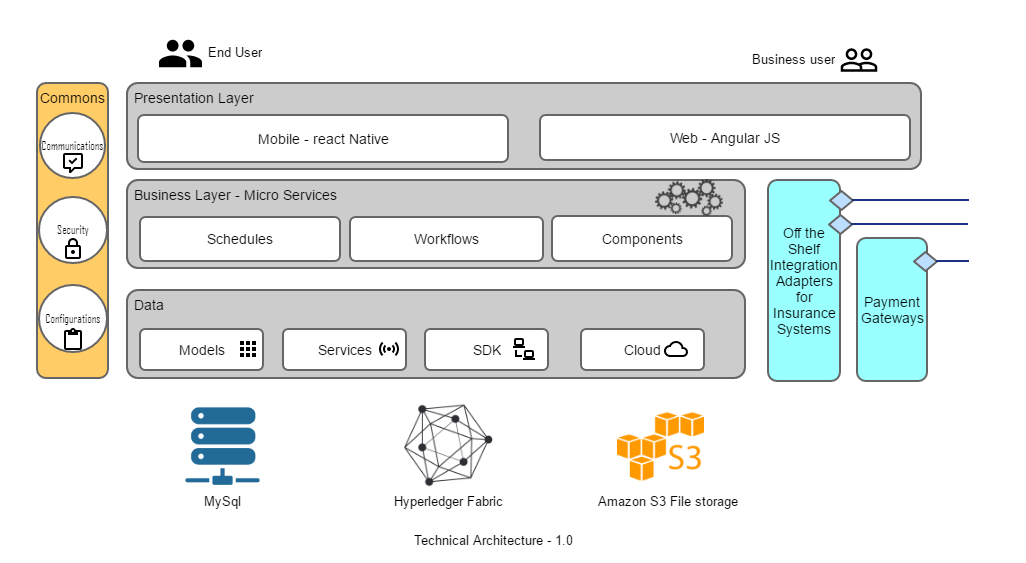 End User
Business user
Commons
Communications
Security
Configurations
Presentation Layer
Mobile - react Native
Web - Angular JS
Business Layer - Micro Services
Schedules
Workflows
Components
Data
Models
Services
SDK
Cloud
Off the
Shelf
Integration
Adapters
for
Insurance
Systems
Payment
Gateways
MySql
Hyperledger Fabric
S3
Amazon S3 File storage
Technical Architecture - 1.0